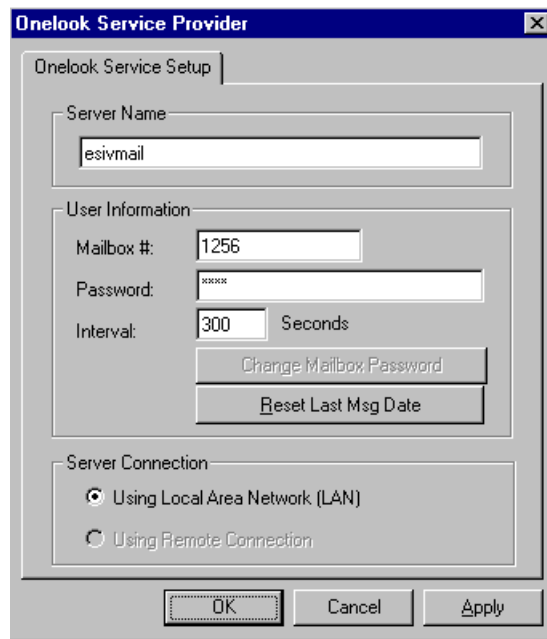 Onelook Service Provider
Onelook Service Setup
Server Name
esivmail
User Information
Mailbox #: 1256
Password: ****
Interval: 300 Seconds
Change Mailbox Password
Reset Last Msg Date
Server Connection
Using Local Area Network (LAN)
Using Remote Connection
OK Cancel Apply